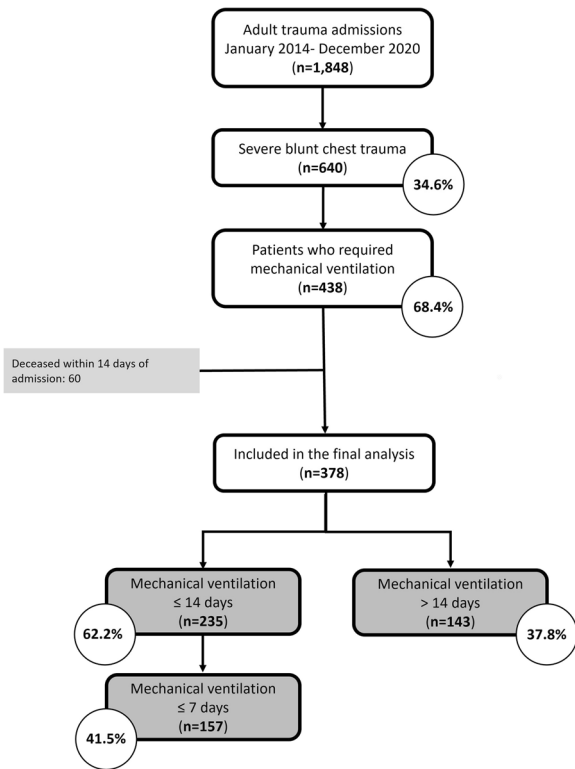 Adult trauma admissions
January 2014- December 2020
(n=1,848)
Severe blunt chest trauma
(n=640)
34.6%
Patients who required
mechanical ventilation
(n=438)
68.4%
Deceased within 14 days of
admission: 60
Included in the final analysis
(n=378)
Mechanical ventilation
≤ 14 days
(n=235)
62.2%
Mechanical ventilation
> 14 days
(n=143)
37.8%
Mechanical ventilation
≤ 7 days
(n=157)
41.5%